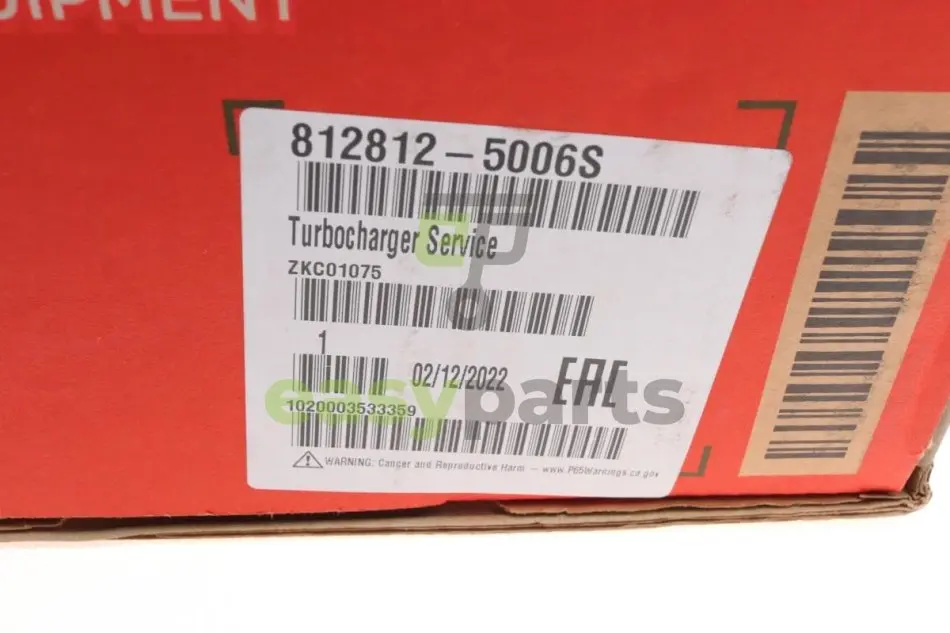 UIPMENT
812812-5006S
Turbocharger Service
ZKC01075
1
02/12/2022
EAC
easyparts
1020003533359
WARNING: Cancer and Reproductive Harm - www.P65Warnings.ca.gov